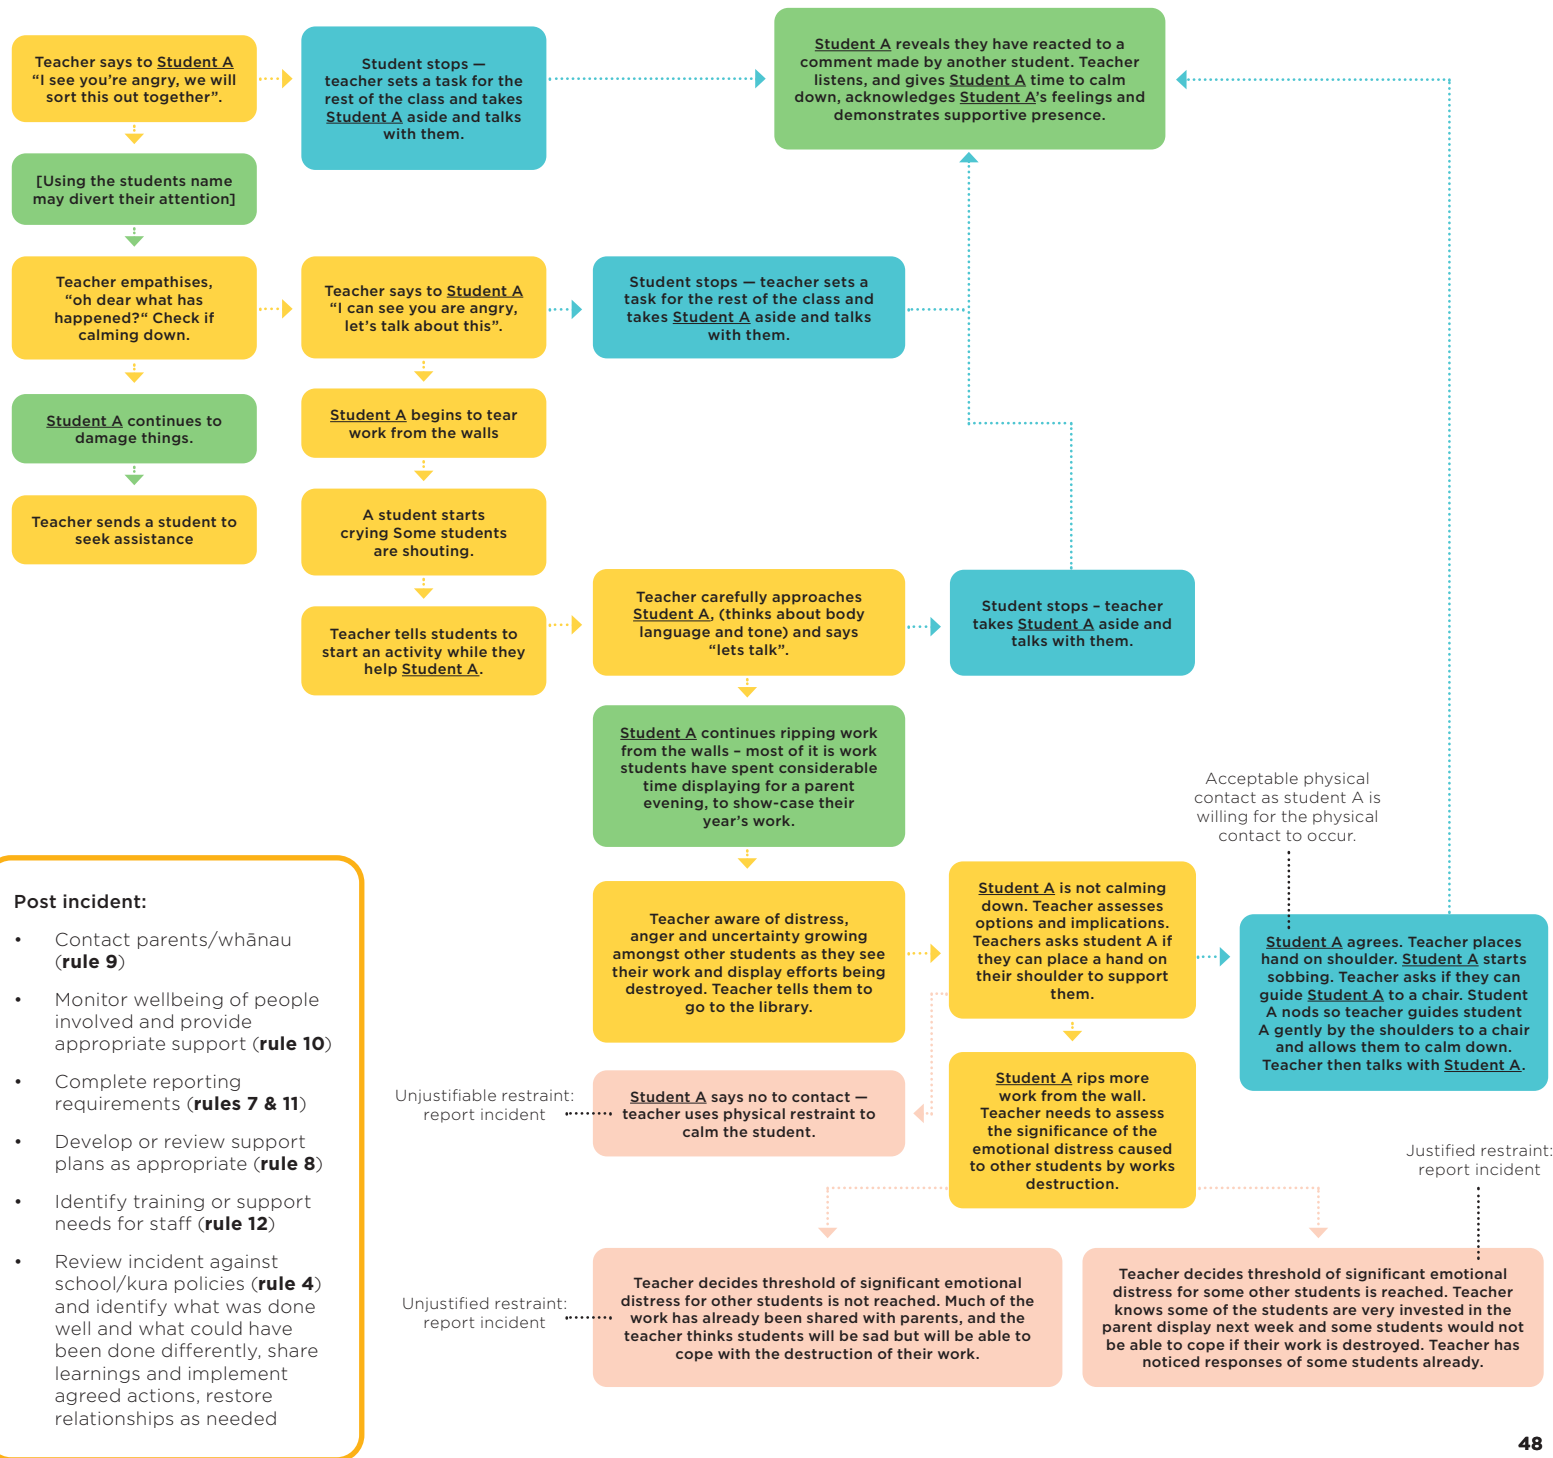 Teacher says to Student A
“I see you’re angry, we will
sort this out together”.
Student stops —
teacher sets a task for the
rest of the class and takes
Student A aside and talks
with them.
Student A reveals they have reacted to a
comment made by another student. Teacher
listens, and gives Student A time to calm
down, acknowledges Student A’s feelings and
demonstrates supportive presence.
[Using the students name
may divert their attention]
Teacher empathises,
“oh dear what has
happened?“ Check if
calming down.
Teacher says to Student A
“I can see you are angry,
let’s talk about this”.
Student stops — teacher sets a
task for the rest of the class and
takes Student A aside and talks
with them.
Student A continues to
damage things.
Student A begins to tear
work from the walls
Teacher sends a student to
seek assistance
A student starts
crying Some students
are shouting.
Teacher tells students to
start an activity while they
help Student A.
Teacher carefully approaches
Student A, (thinks about body
language and tone) and says
“lets talk”.
Student stops – teacher
takes Student A aside and
talks with them.
Student A continues ripping work
from the walls – most of it is work
students have spent considerable
time displaying for a parent
evening, to show-case their
year’s work.
Acceptable physical
contact as student A is
willing for the physical
contact to occur.
Teacher aware of distress,
anger and uncertainty growing
amongst other students as they see
their work and display efforts being
destroyed. Teacher tells them to
go to the library.
Student A is not calming
down. Teacher assesses
options and implications.
Teachers asks student A if
they can place a hand on
their shoulder to support
them.
Student A agrees. Teacher places
hand on shoulder. Student A starts
sobbing. Teacher asks if they can
guide Student A to a chair. Student
A nods so teacher guides student
A gently by the shoulders to a chair
and allows them to calm down.
Teacher then talks with Student A.
Unjustifiable restraint:
report incident
Student A says no to contact —
teacher uses physical restraint to
calm the student.
Student A rips more
work from the wall.
Teacher needs to assess
the significance of the
emotional distress caused
to other students by works
destruction.
Justified restraint:
report incident
Unjustified restraint:
report incident
Teacher decides threshold of significant emotional
distress for other students is not reached. Much of the
work has already been shared with parents, and the
teacher thinks students will be sad but will be able to
cope with the destruction of their work.
Teacher decides threshold of significant emotional
distress for some other students is reached. Teacher
knows some of the students are very invested in the
parent display next week and some students would not
be able to cope if their work is destroyed. Teacher has
noticed responses of some students already.
Post incident:
• Contact parents/whānau
(rule 9)
• Monitor wellbeing of people
involved and provide
appropriate support (rule 10)
• Complete reporting
requirements (rules 7 & 11)
• Develop or review support
plans as appropriate (rule 8)
• Identify training or support
needs for staff (rule 12)
• Review incident against
school/kura policies (rule 4)
and identify what was done
well and what could have
been done differently, share
learnings and implement
agreed actions, restore
relationships as needed
48